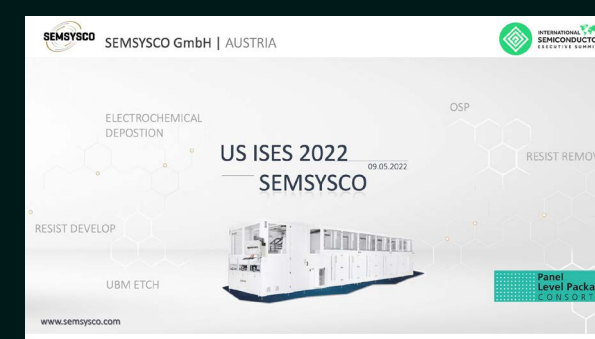 SEMSYSCO
SEMSYSCO GmbH | AUSTRIA
INTERNATIONAL
SEMICONDUCTO
EXECUTIVE SUMMI
ELECTROCHEMICAL
DEPOSTION
OSP
US ISES 2022
09.05.2022
SEMSYSCO
RESIST REMOV
RESIST DEVELOP
UBM ETCH
Panel
Level Packa
CONSORT
www.semsysco.com